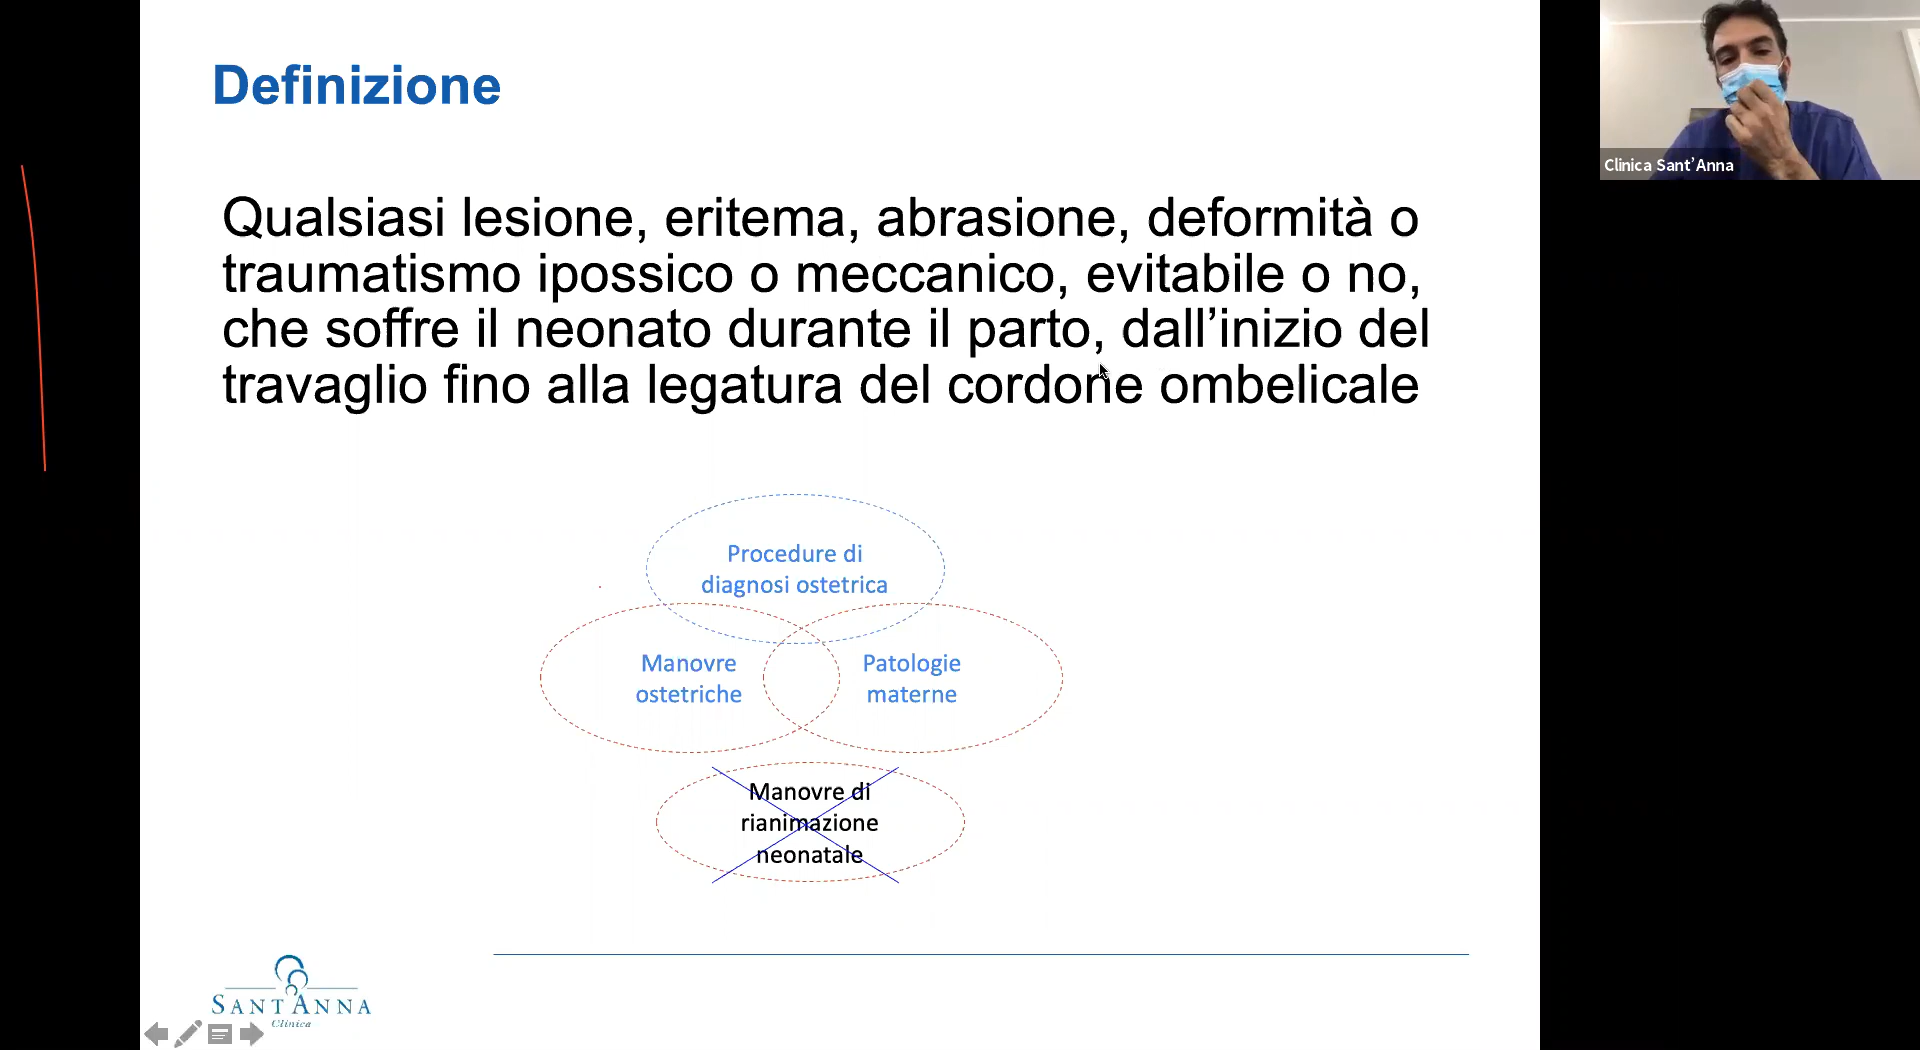 Definizione
Qualsiasi lesione, eritema, abrasione, deformità o
traumatismo ipossico o meccanico, evitabile o no,
che soffre il neonato durante il parto, dall’inizio del
travaglio fino alla legatura del cordone ombelicale
Procedure di
diagnosi ostetrica
Manovre
ostetriche
Patologie
materne
Manovre di
rianimazione
neonatale
SANT'ANNA
Clinica
Clinica Sant’Anna